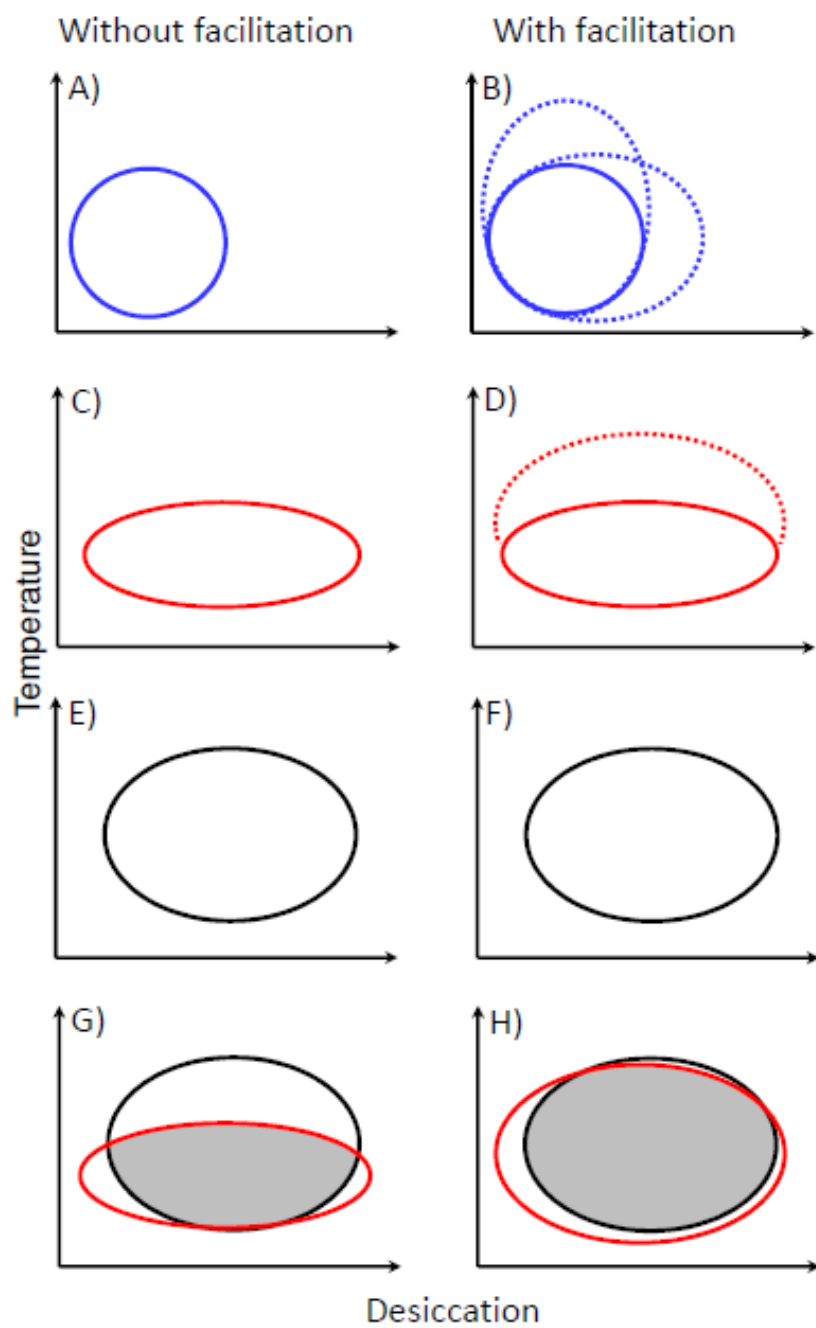 Without facilitation
With facilitation
A)
B)
C)
D)
Temperature
E)
F)
G)
H)
Desiccation